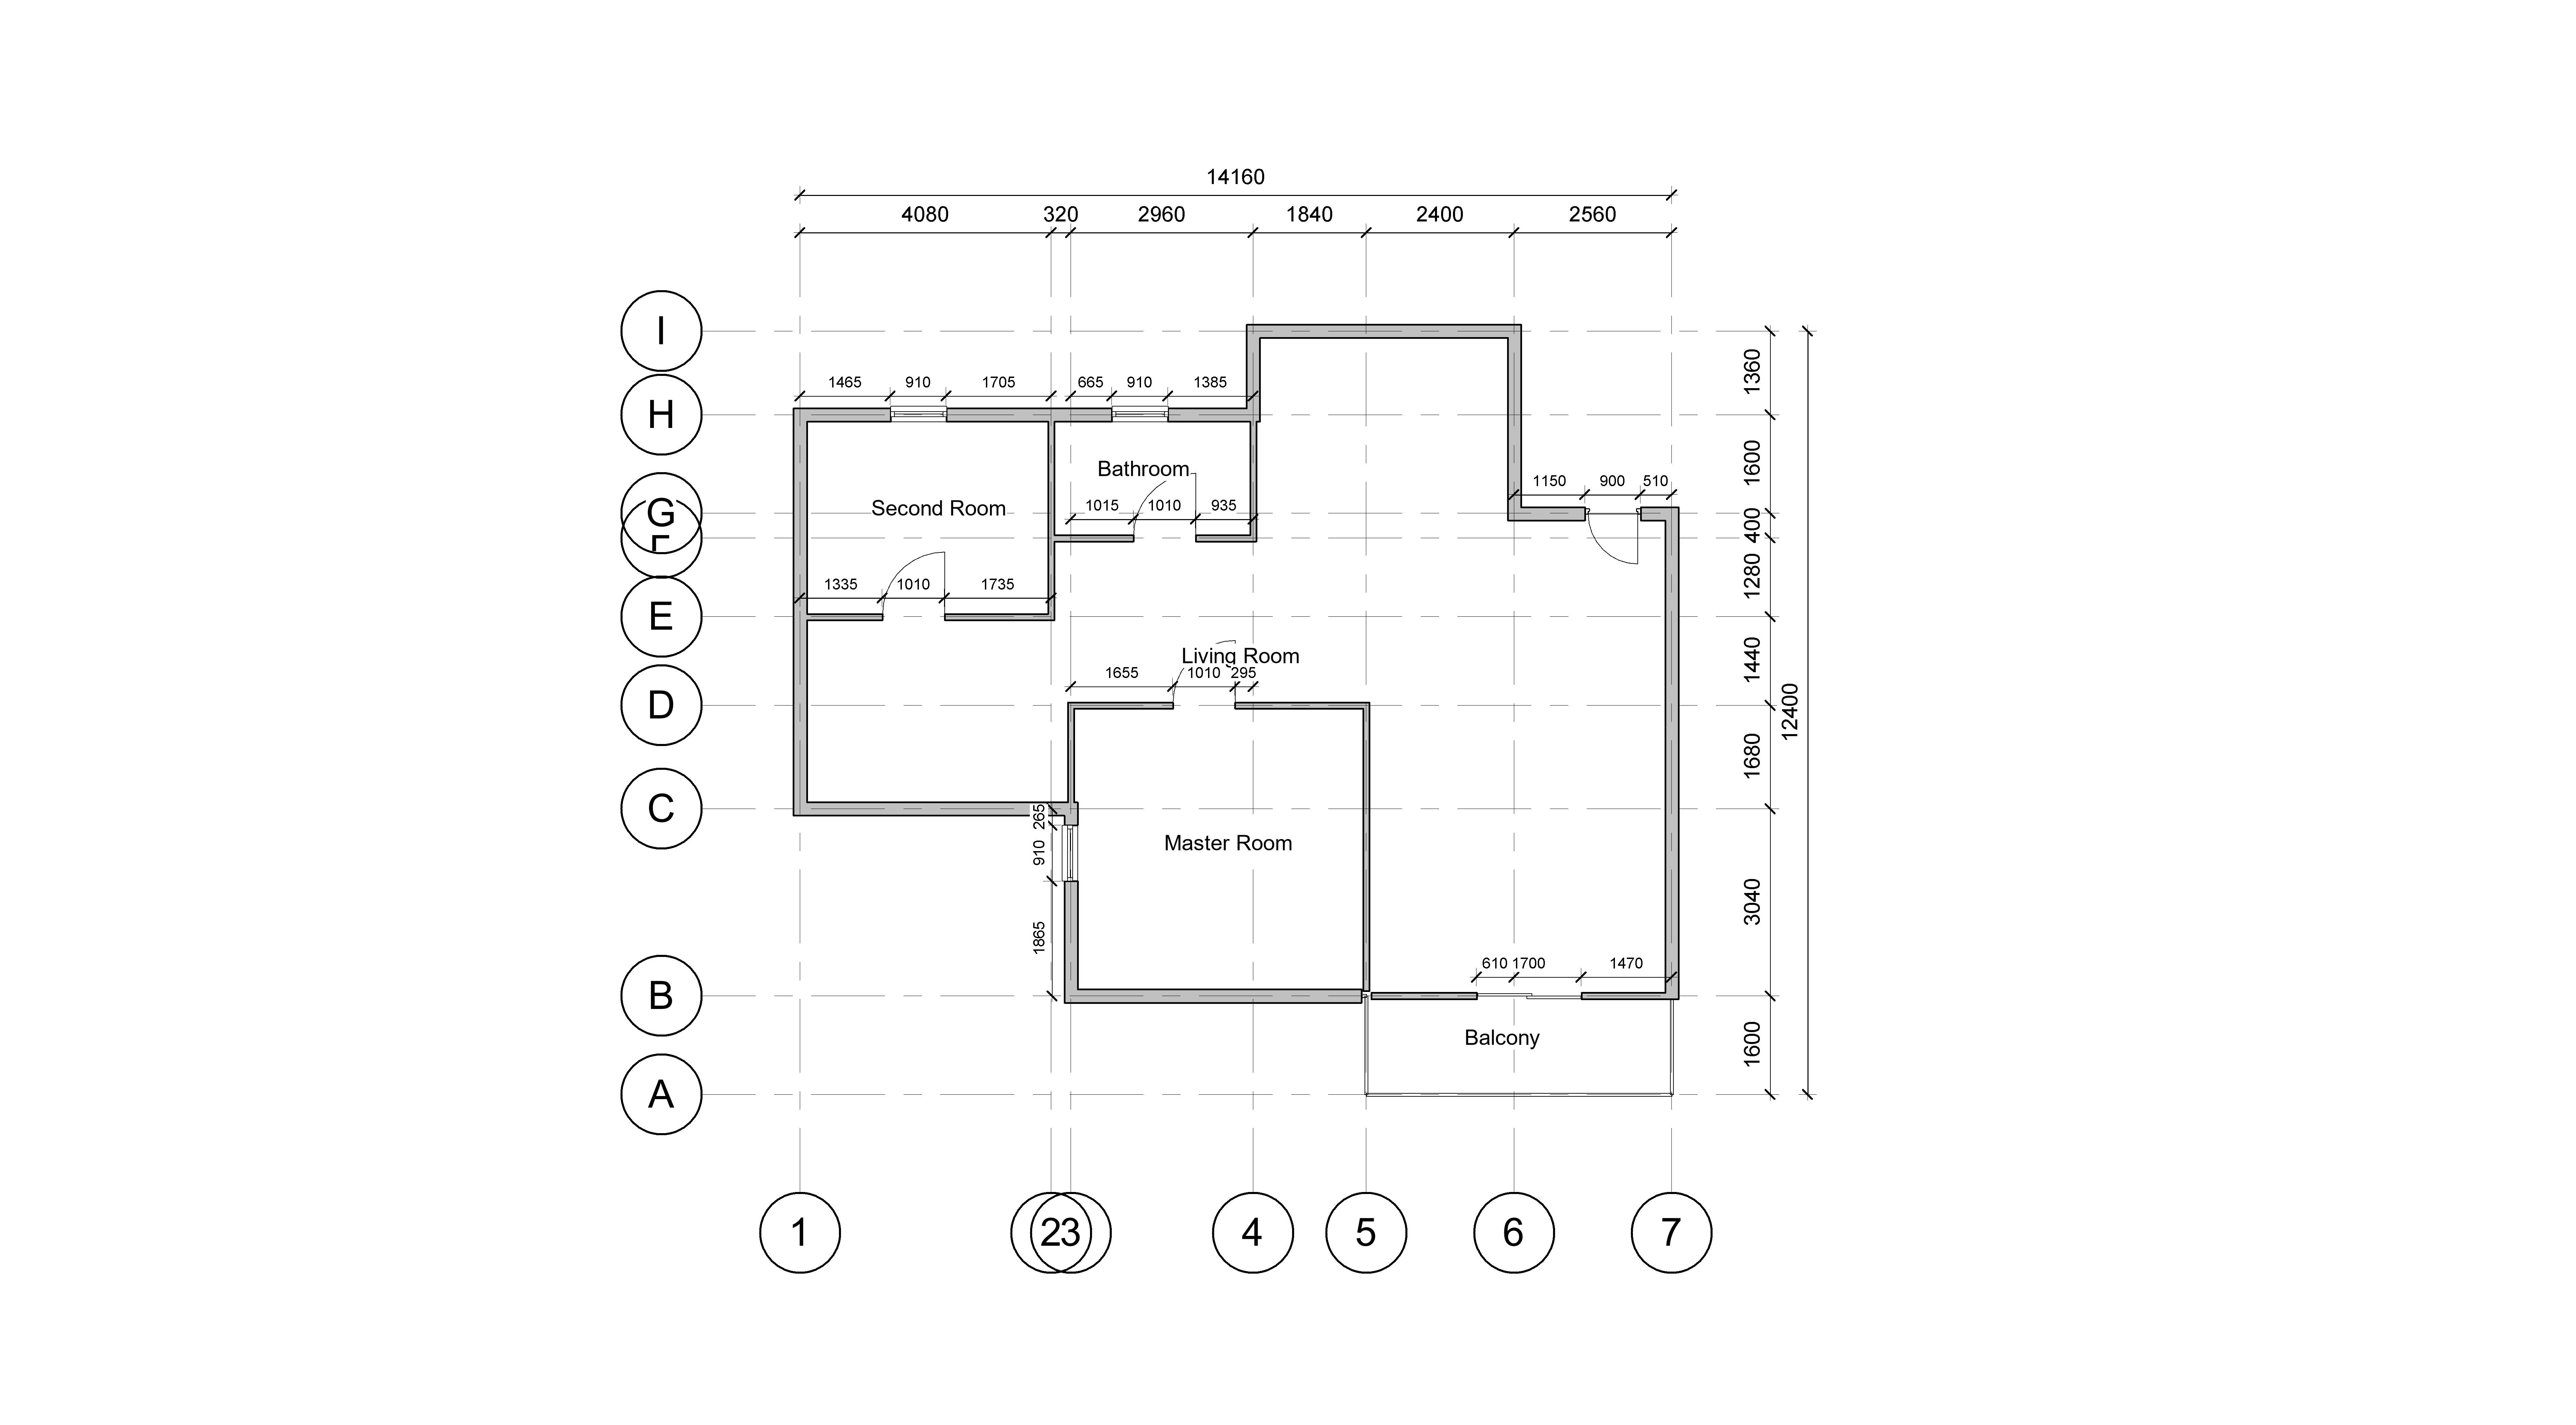 14160
4080 320 2960 1840 2400 2560
I
1360
1465 910 1705 665 910 1385
H
Bathroom
1600
1150 900 510
Second Room
1015 1010 935
G
400
1335 1010 1735
1280
E
Living Room
1655 1010 295
1440
D
12400
1680
C
265
Master Room
910
3040
1865
610 1700 1470
B
Balcony
1600
A
1 2 3 4 5 6 7